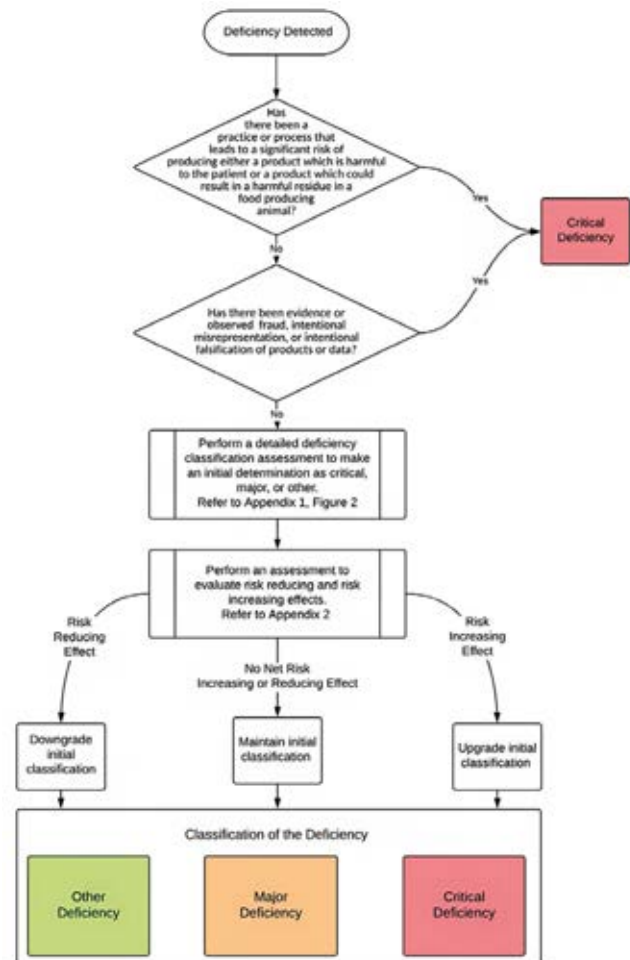 Deficiency Detected
Has
there been a
practice or process that
leads to a significant risk of
producing either a product which is harmful
to the patient or a product which could
result in a harmful residue in a
food producing
animal?
Yes
Critical
Deficiency
No
Has there been evidence or
observed fraud, intentional
misrepresentation, or intentional
falsification of products or data?
Yes
No
Perform a detailed deficiency
classification assessment to make
an initial determination as critical,
major, or other.
Refer to Appendix 1, Figure 2
Perform an assessment to
evaluate risk reducing and risk
increasing effects.
Refer to Appendix 2
Risk
Reducing
Effect
No Net Risk
Increasing or Reducing Effect
Risk
Increasing
Effect
Downgrade
initial
classification
Maintain initial
classification
Upgrade initial
classification
Classification of the Deficiency
Other
Deficiency
Major
Deficiency
Critical
Deficiency